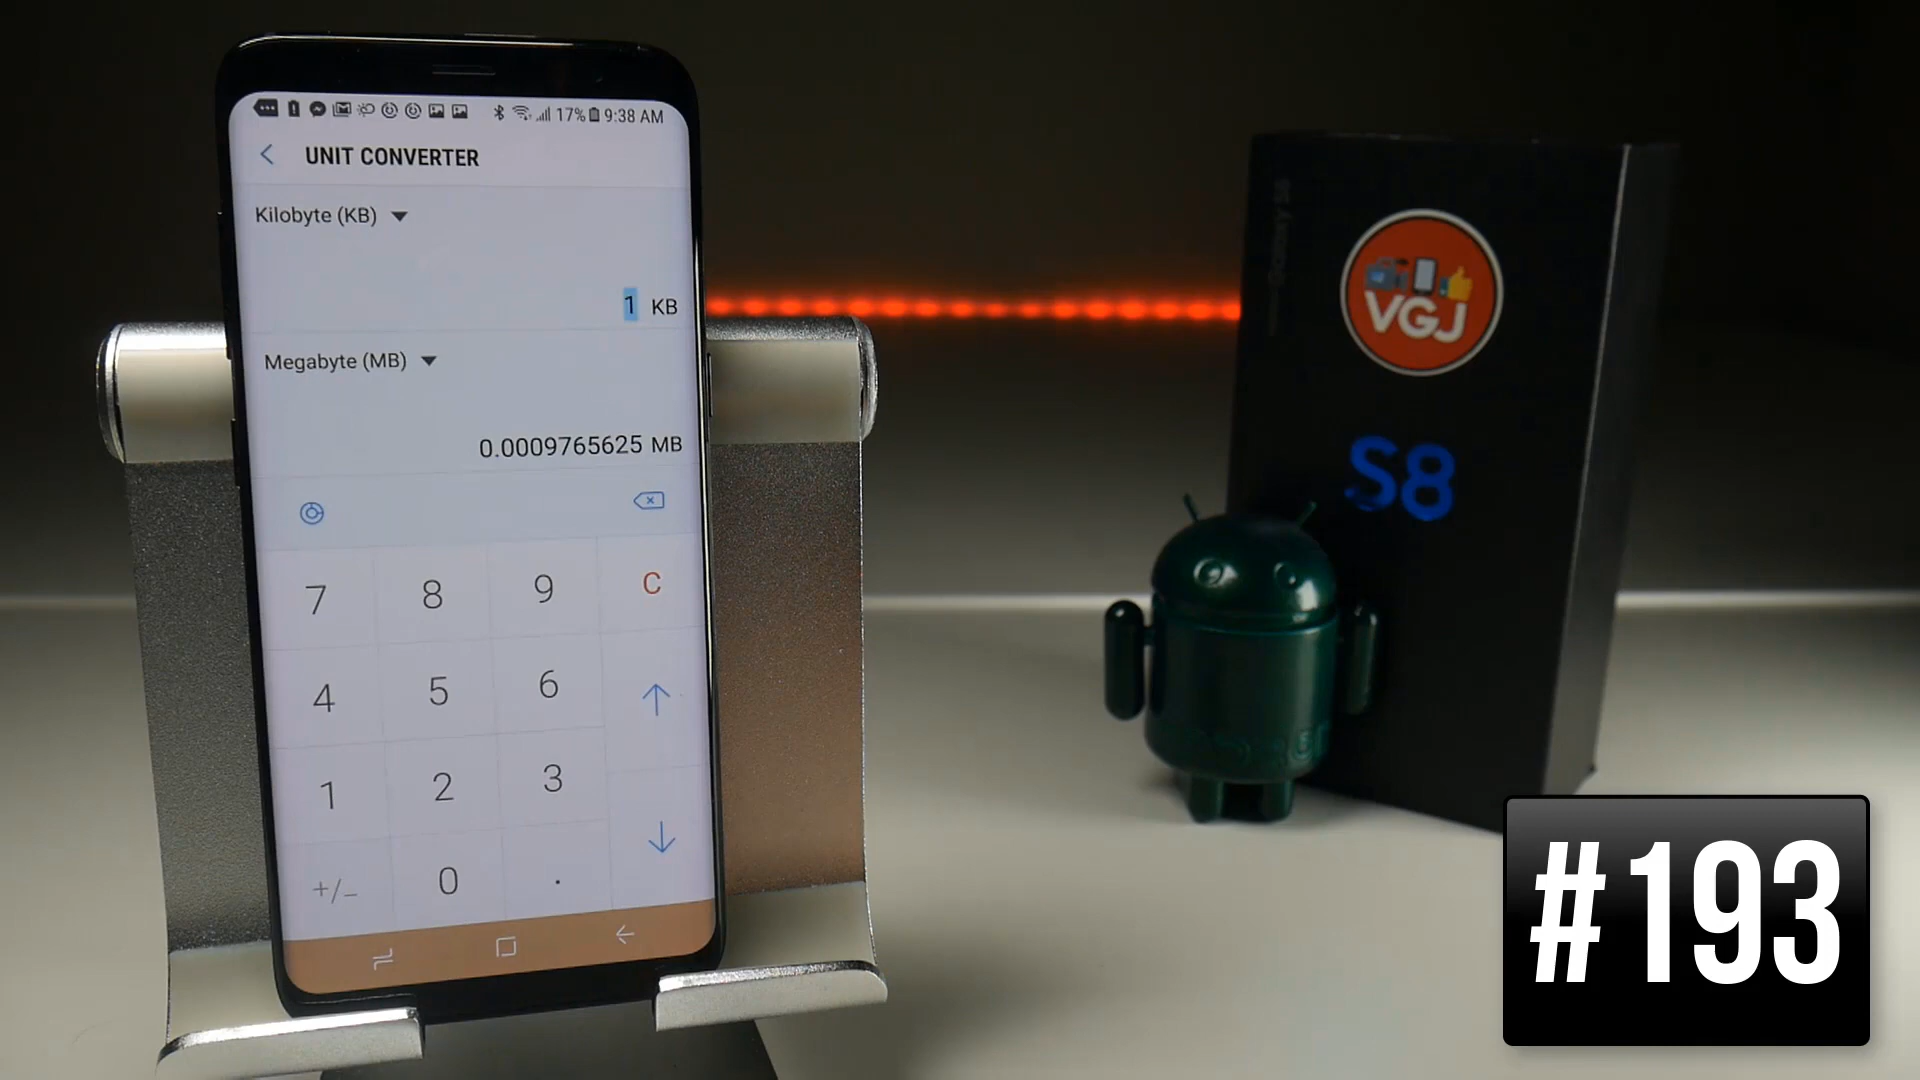 17% 9:38 AM
UNIT CONVERTER
Kilobyte (KB)
1 KB
Megabyte (MB)
0.0009765625 MB
7 8 9 C
4 5 6
1 2 3
+/- 0 .
VGJ
S8
#193